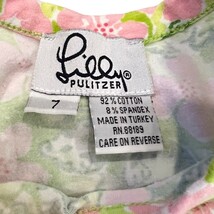 Lilly®
PULITZER
7
92% COTTON
8% SPANDEX
MADE IN TURKEY
RN.88189
CARE ON REVERSE